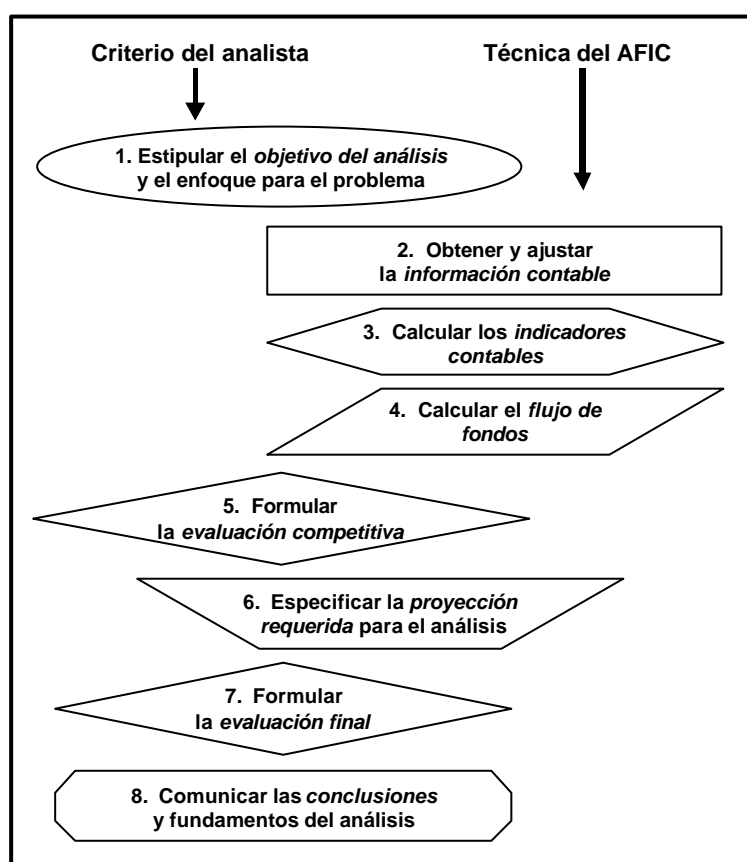 Criterio del analista
Técnica del AFIC
1. Estipular el objetivo del análisis
y el enfoque para el problema
2. Obtener y ajustar
la información contable
3. Calcular los indicadores
contables
4. Calcular el flujo de
fondos
5. Formular
la evaluación competitiva
6. Especificar la proyección
requerida para el análisis
7. Formular
la evaluación final
8. Comunicar las conclusiones
y fundamentos del análisis